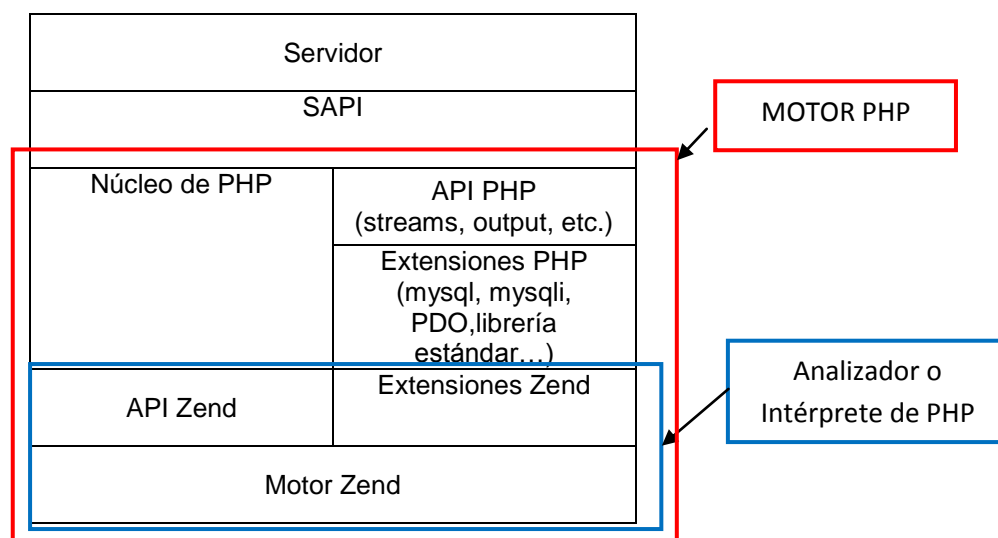 Servidor
SAPI
MOTOR PHP
Núcleo de PHP
API PHP
(streams, output, etc.)
Extensiones PHP
(mysql, mysqli,
PDO,librería
estándar…)
API Zend
Extensiones Zend
Analizador o
Intérprete de PHP
Motor Zend